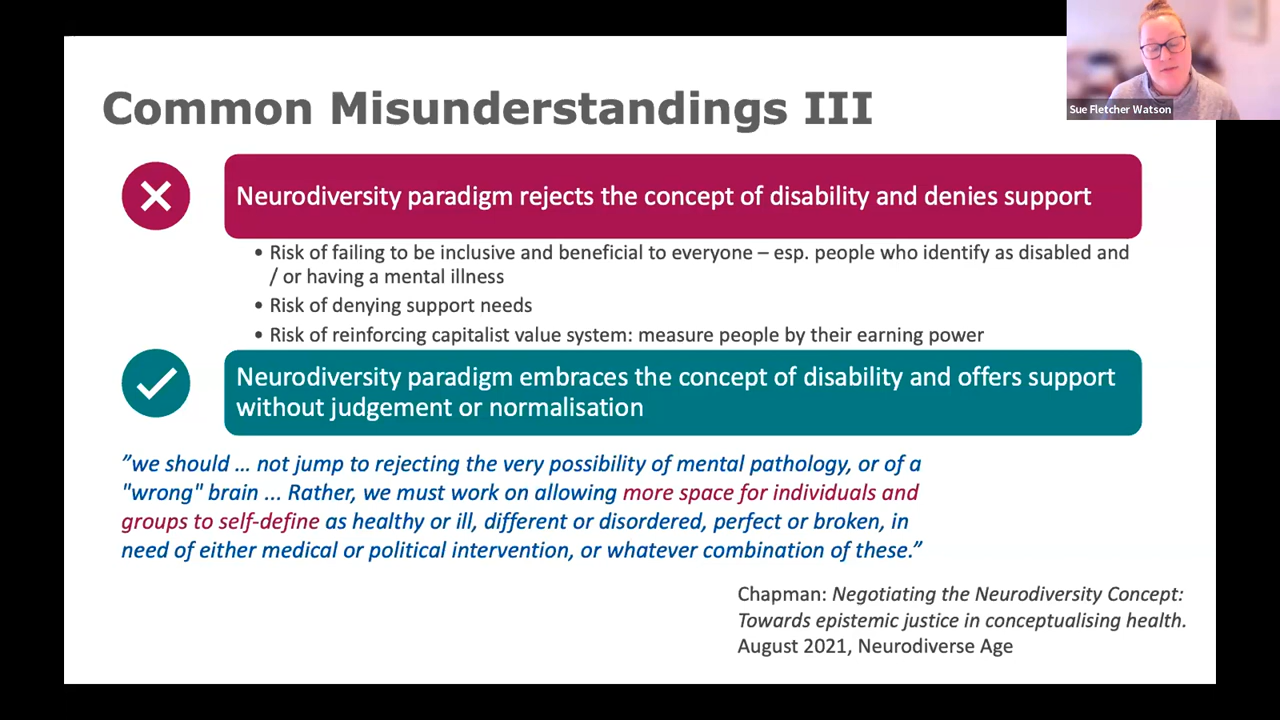 Common Misunderstandings III
Sue Fletcher Watson
Neurodiversity paradigm rejects the concept of disability and denies support
• Risk of failing to be inclusive and beneficial to everyone – esp. people who identify as disabled and
/ or having a mental illness
• Risk of denying support needs
• Risk of reinforcing capitalist value system: measure people by their earning power
Neurodiversity paradigm embraces the concept of disability and offers support
without judgement or normalisation
”we should … not jump to rejecting the very possibility of mental pathology, or of a
"wrong" brain ... Rather, we must work on allowing more space for individuals and
groups to self-define as healthy or ill, different or disordered, perfect or broken, in
need of either medical or political intervention, or whatever combination of these.”
Chapman: Negotiating the Neurodiversity Concept:
Towards epistemic justice in conceptualising health.
August 2021, Neurodiverse Age